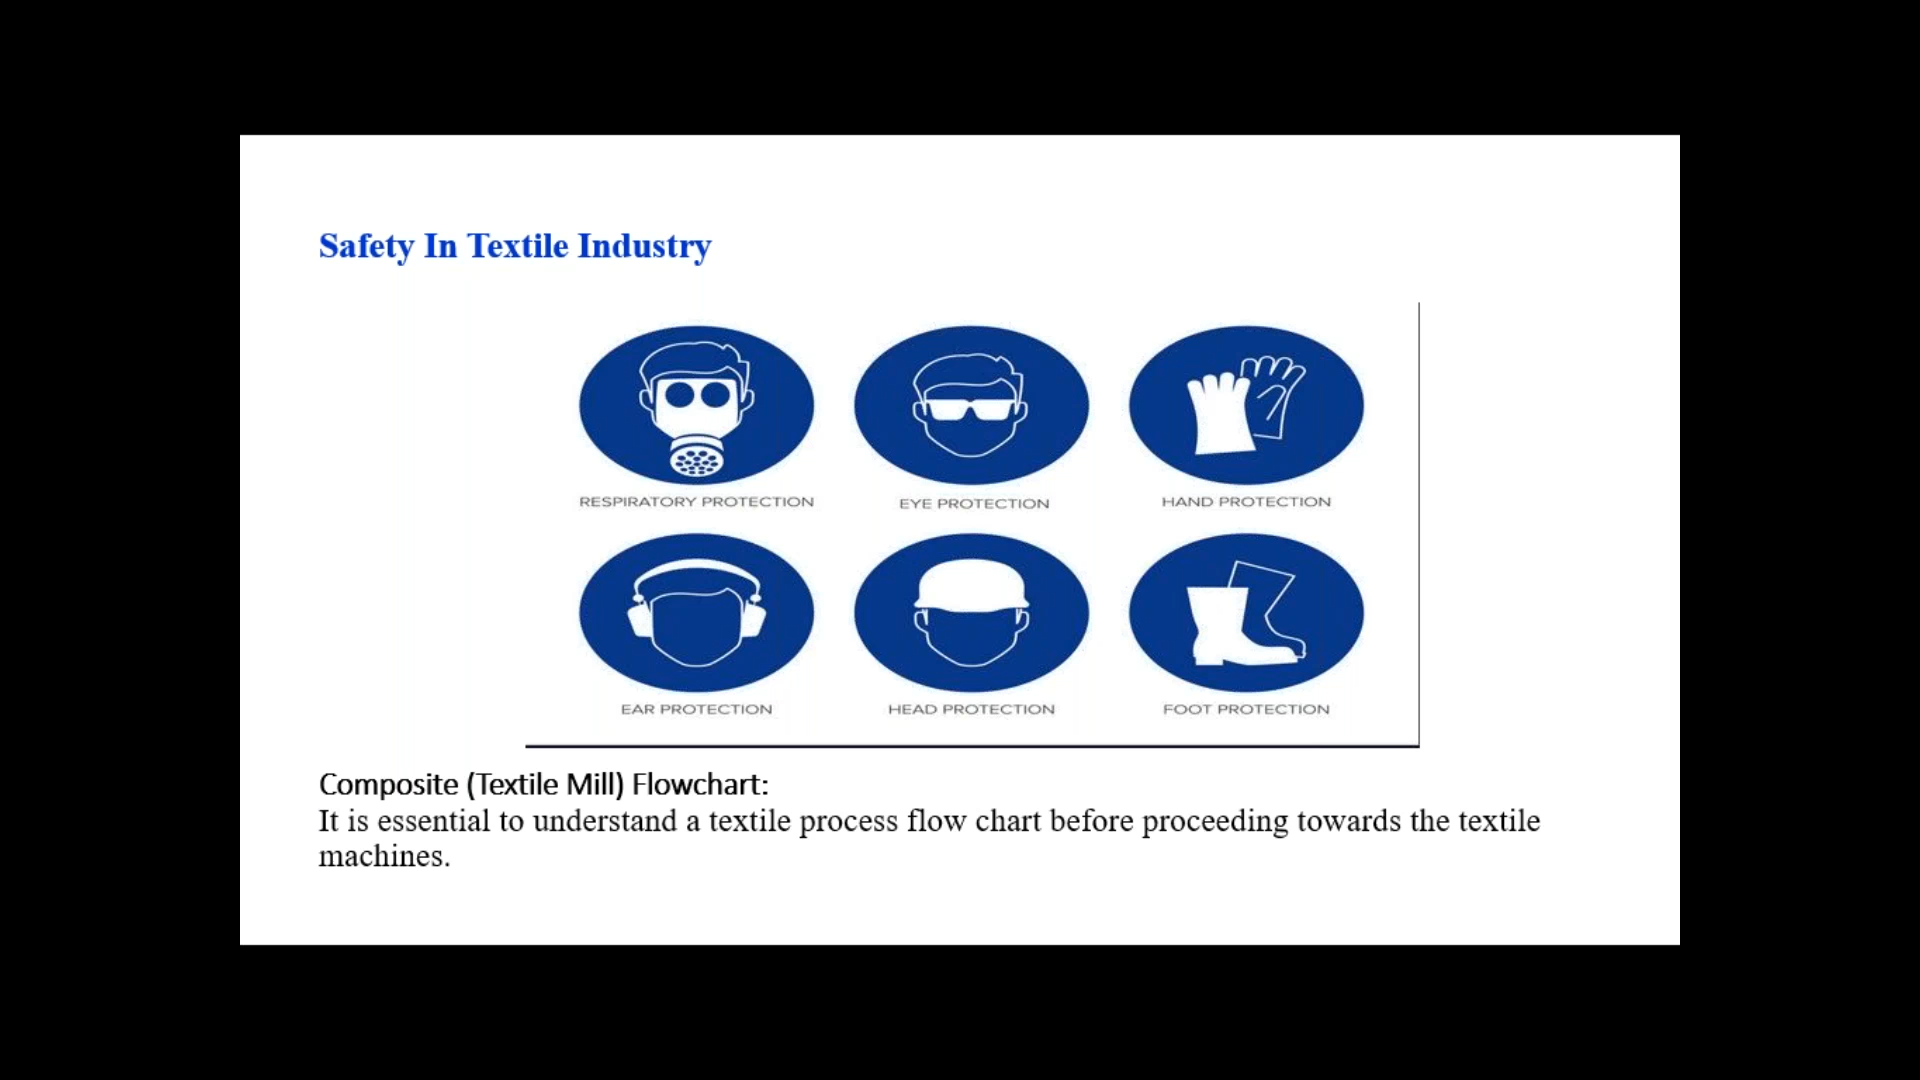 Safety In Textile Industry
RESPIRATORY PROTECTION
EYE PROTECTION
HAND PROTECTION
EAR PROTECTION
HEAD PROTECTION
FOOT PROTECTION
Composite (Textile Mill) Flowchart:
It is essential to understand a textile process flow chart before proceeding towards the textile
machines.